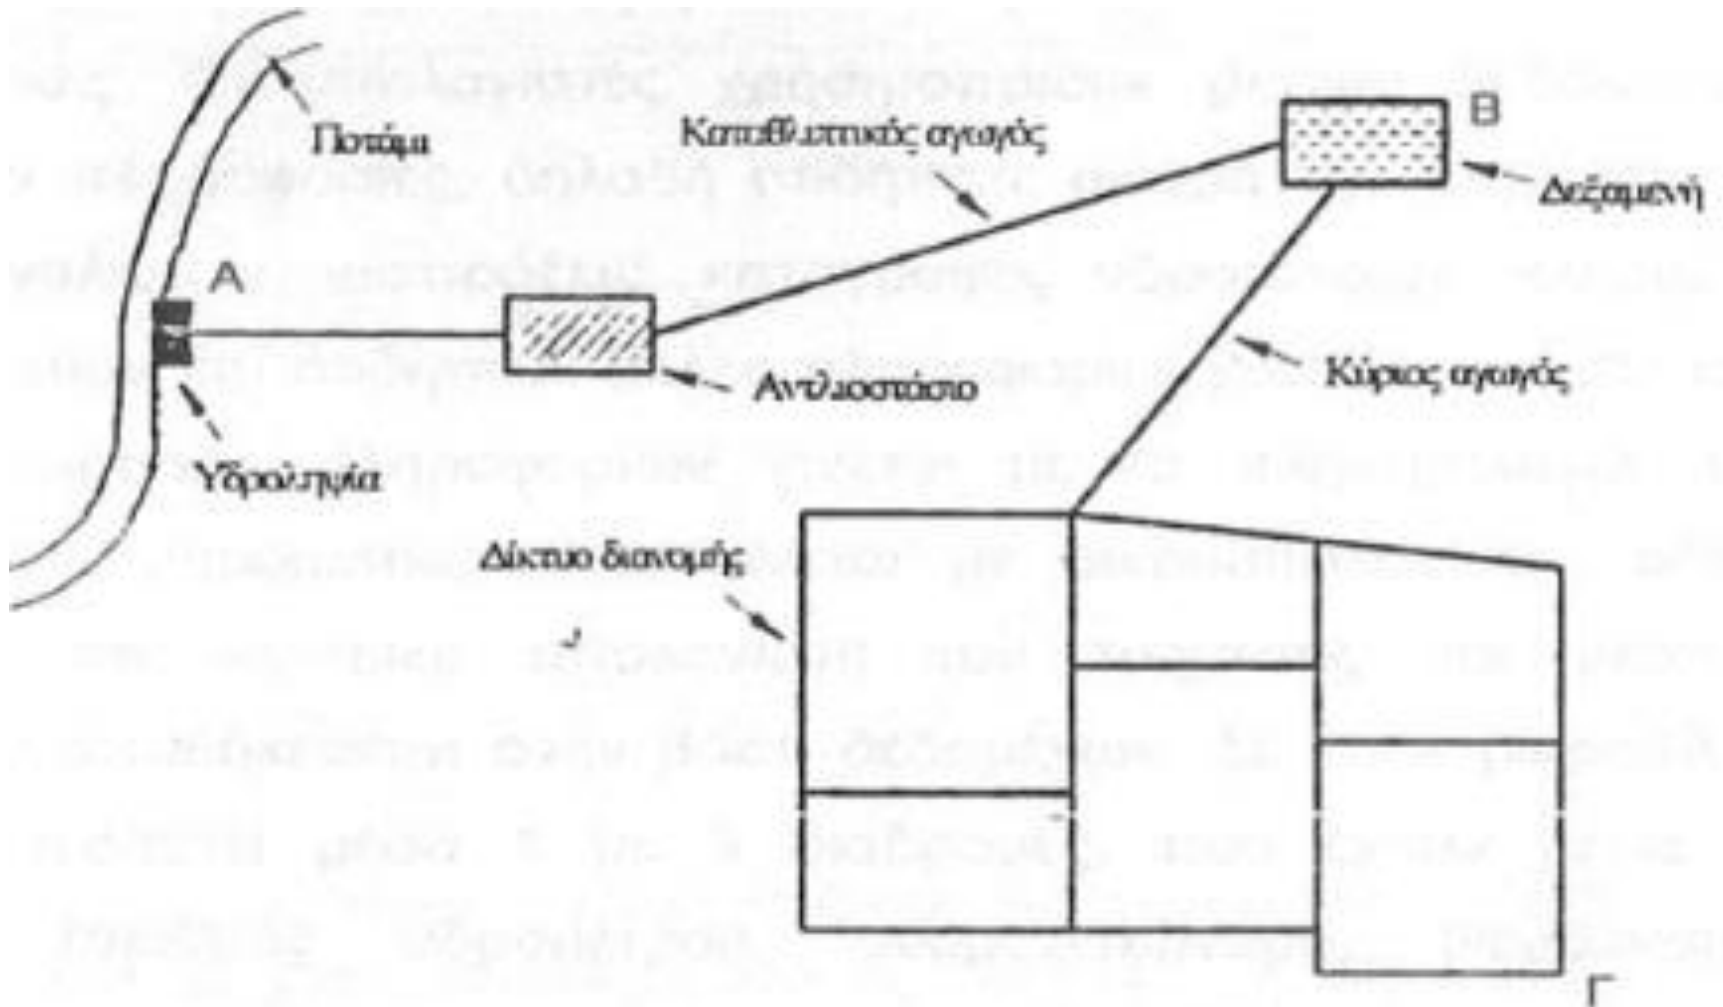 Ποτάμι
Καταθλιπτικός αγωγός
Β
Δεξαμενή
Α
Αντλιοστάσιο
Κύριος αγωγός
Υδροληψία
Δίκτυο διανομής
Γ